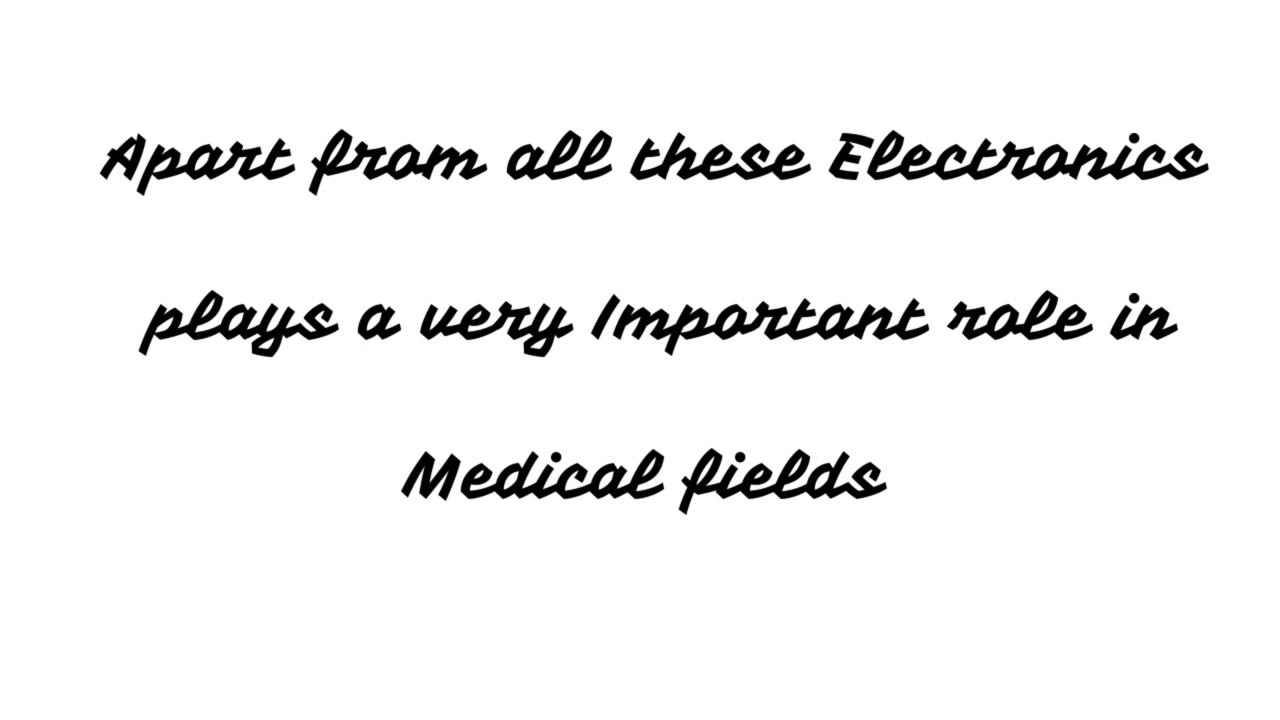 Apart from all these Electronics
plays a very Important role in
Medical fields